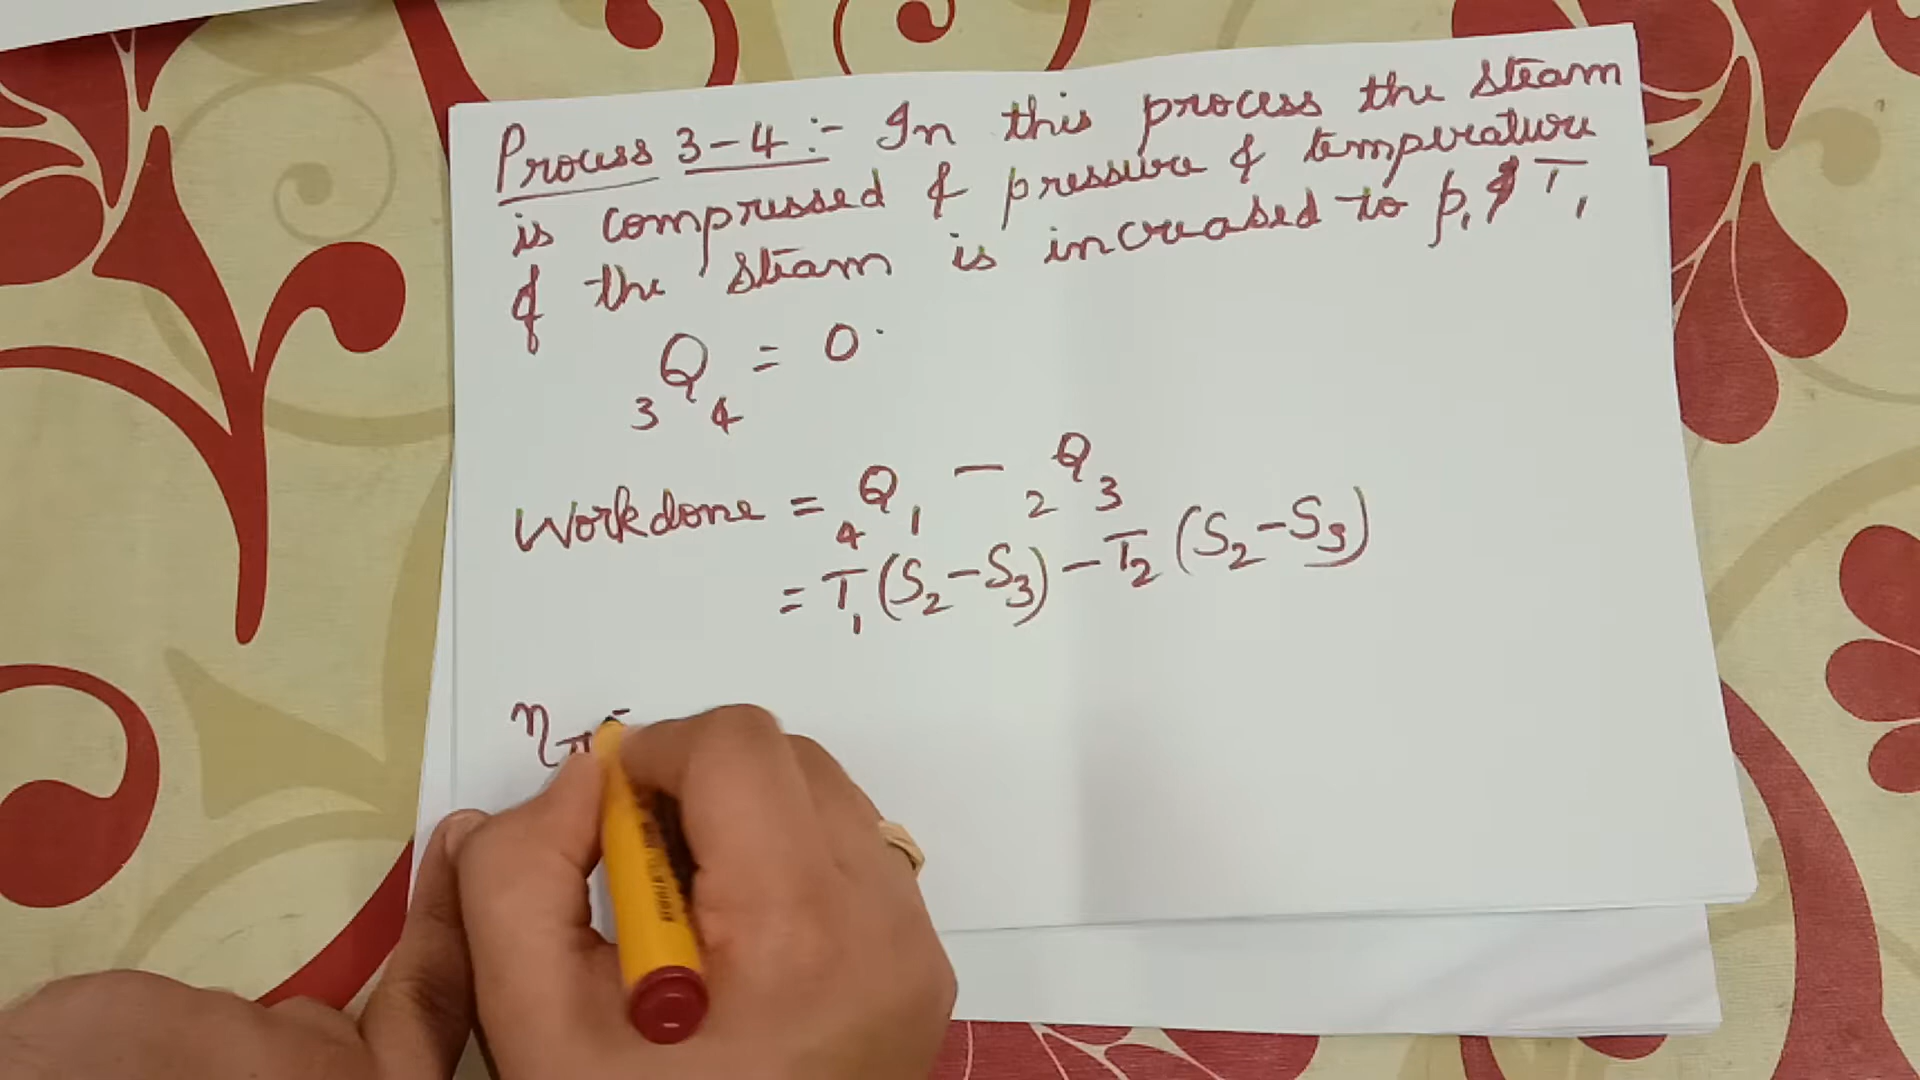 Process 3-4 :- In this process the steam
is compressed & pressure & temperature
of the steam is increased to p₁ & T₁
₃Q₄ = 0.
Workdone = ₄Q₁ - ₂Q₃
= T₁(S₂-S₃) - T₂(S₂-S₃)
η